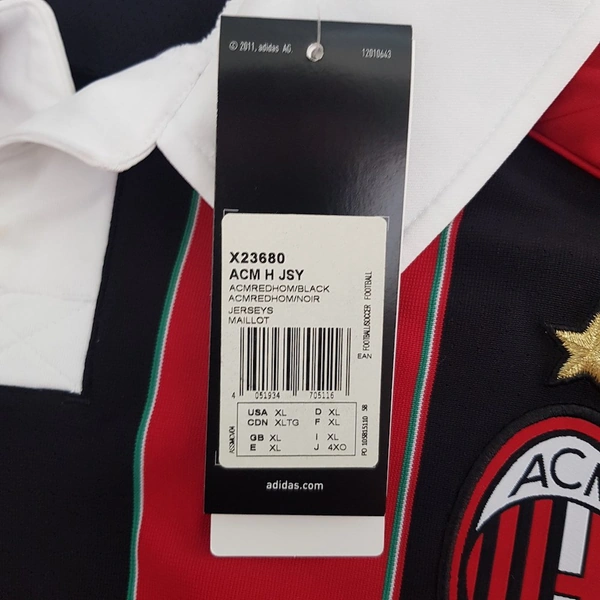 © 2011, adidas AG. 12010643
X23680
ACM H JSY
ACMREDHOM/BLACK
ACMREDHOM/NOIR
JERSEYS
MAILLOT
FOOTBALL/SOCCER FOOTBALL
EAN
4 051934 705116
USA XL D XL
CDN XLTG F XL
GB XL I XL
E XL J 4XO
adidas.com
ACM